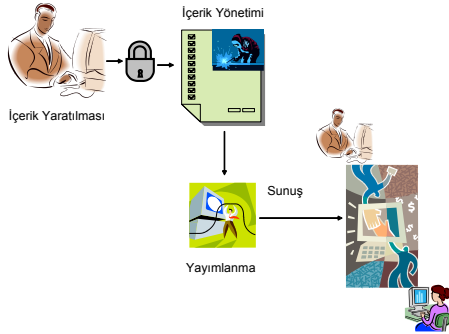 İçerik Yönetimi
İçerik Yaratılması
Sunuş
Yayımlanma